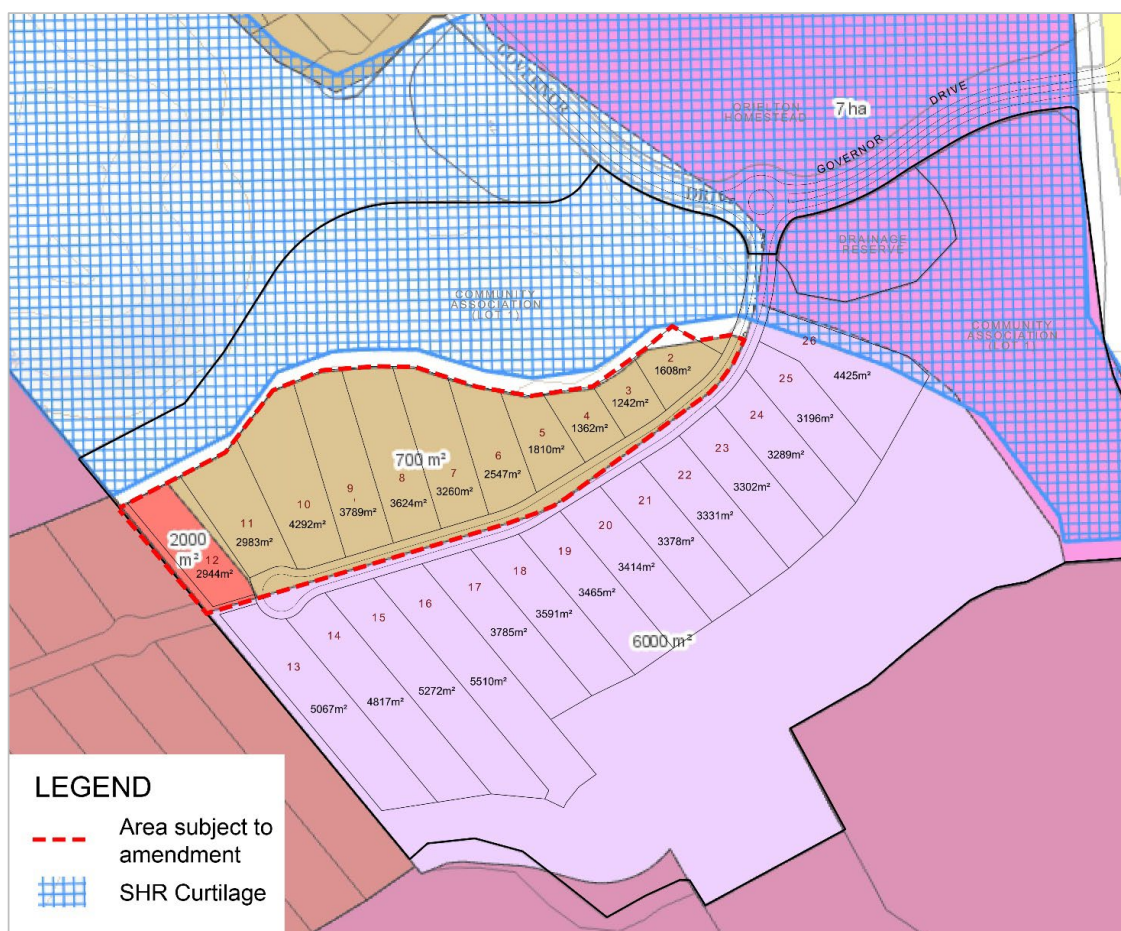 GOVERNOR
DRIVE
ORIELTON
HOMESTEAD
7 ha
GOVERNOR
DRIVE
DRAINAGE
RESERVE
COMMUNITY
ASSOCIATION
(LOT 1)
COMMUNITY
ASSOCIATION
(LOT 1)
26
4425m²
25
3196m²
24
3289m²
23
3302m²
22
3331m²
21
3378m²
20
3414m²
19
3465m²
18
3591m²
17
3785m²
16
5510m²
15
5272m²
14
4817m²
13
5067m²
2
1608m²
3
1242m²
4
1362m²
5
1810m²
6
2547m²
7
3260m²
8
3624m²
9
3789m²
10
4292m²
11
2983m²
12
2944m²
700 m²
2000
m²
6000 m²
LEGEND
Area subject to
amendment
SHR Curtilage